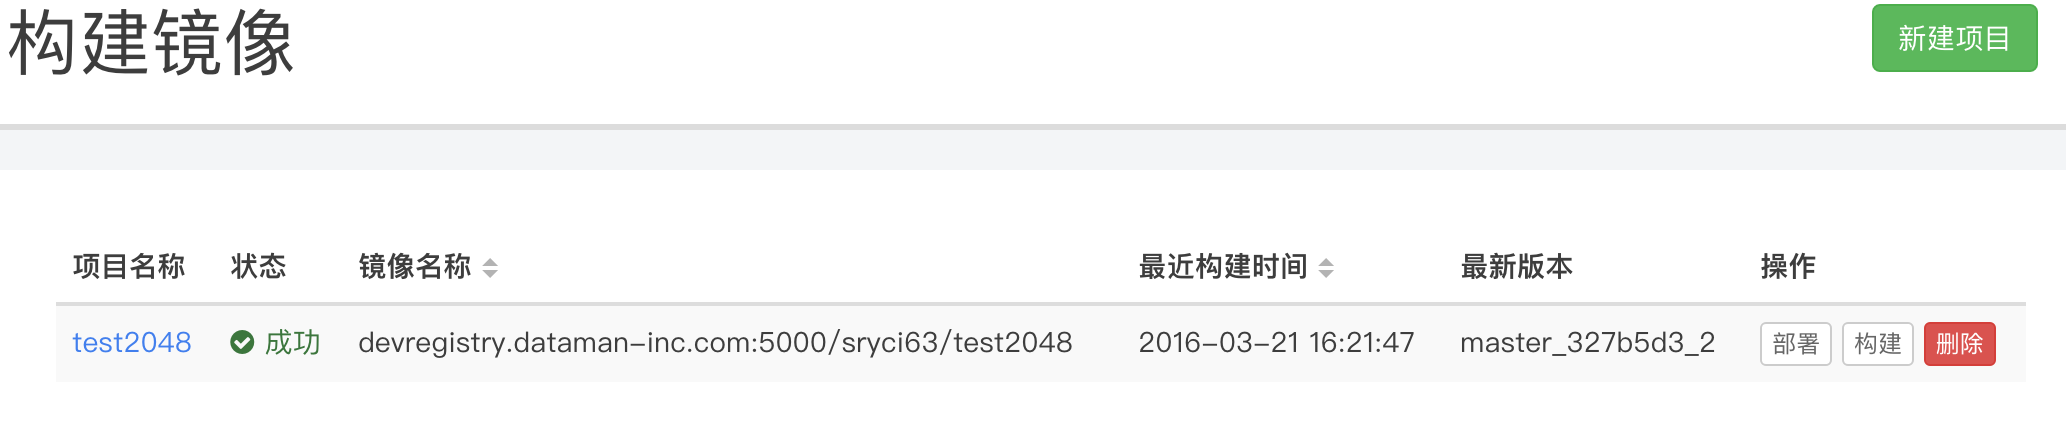 构建镜像
新建项目
项目名称 状态 镜像名称 最近构建时间 最新版本 操作
test2048 成功 devregistry.dataman-inc.com:5000/sryci63/test2048 2016-03-21 16:21:47 master_327b5d3_2 部署 构建 删除